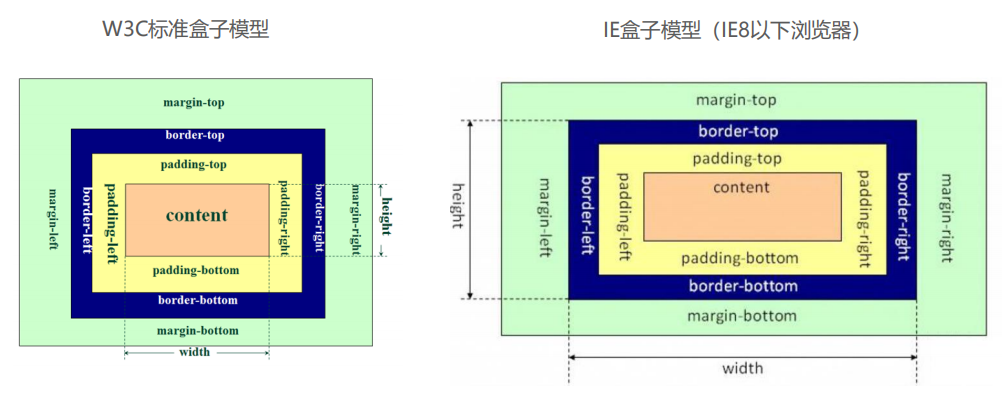 W3C标准盒子模型
margin-top
border-top
padding-top
margin-left
border-left
padding-left
content
padding-right
border-right
margin-right
height
padding-bottom
border-bottom
margin-bottom
width
IE盒子模型（IE8以下浏览器）
margin-top
border-top
padding-top
height
margin-left
border-left
padding-left
content
padding-right
border-right
margin-right
padding-bottom
border-bottom
margin-bottom
width